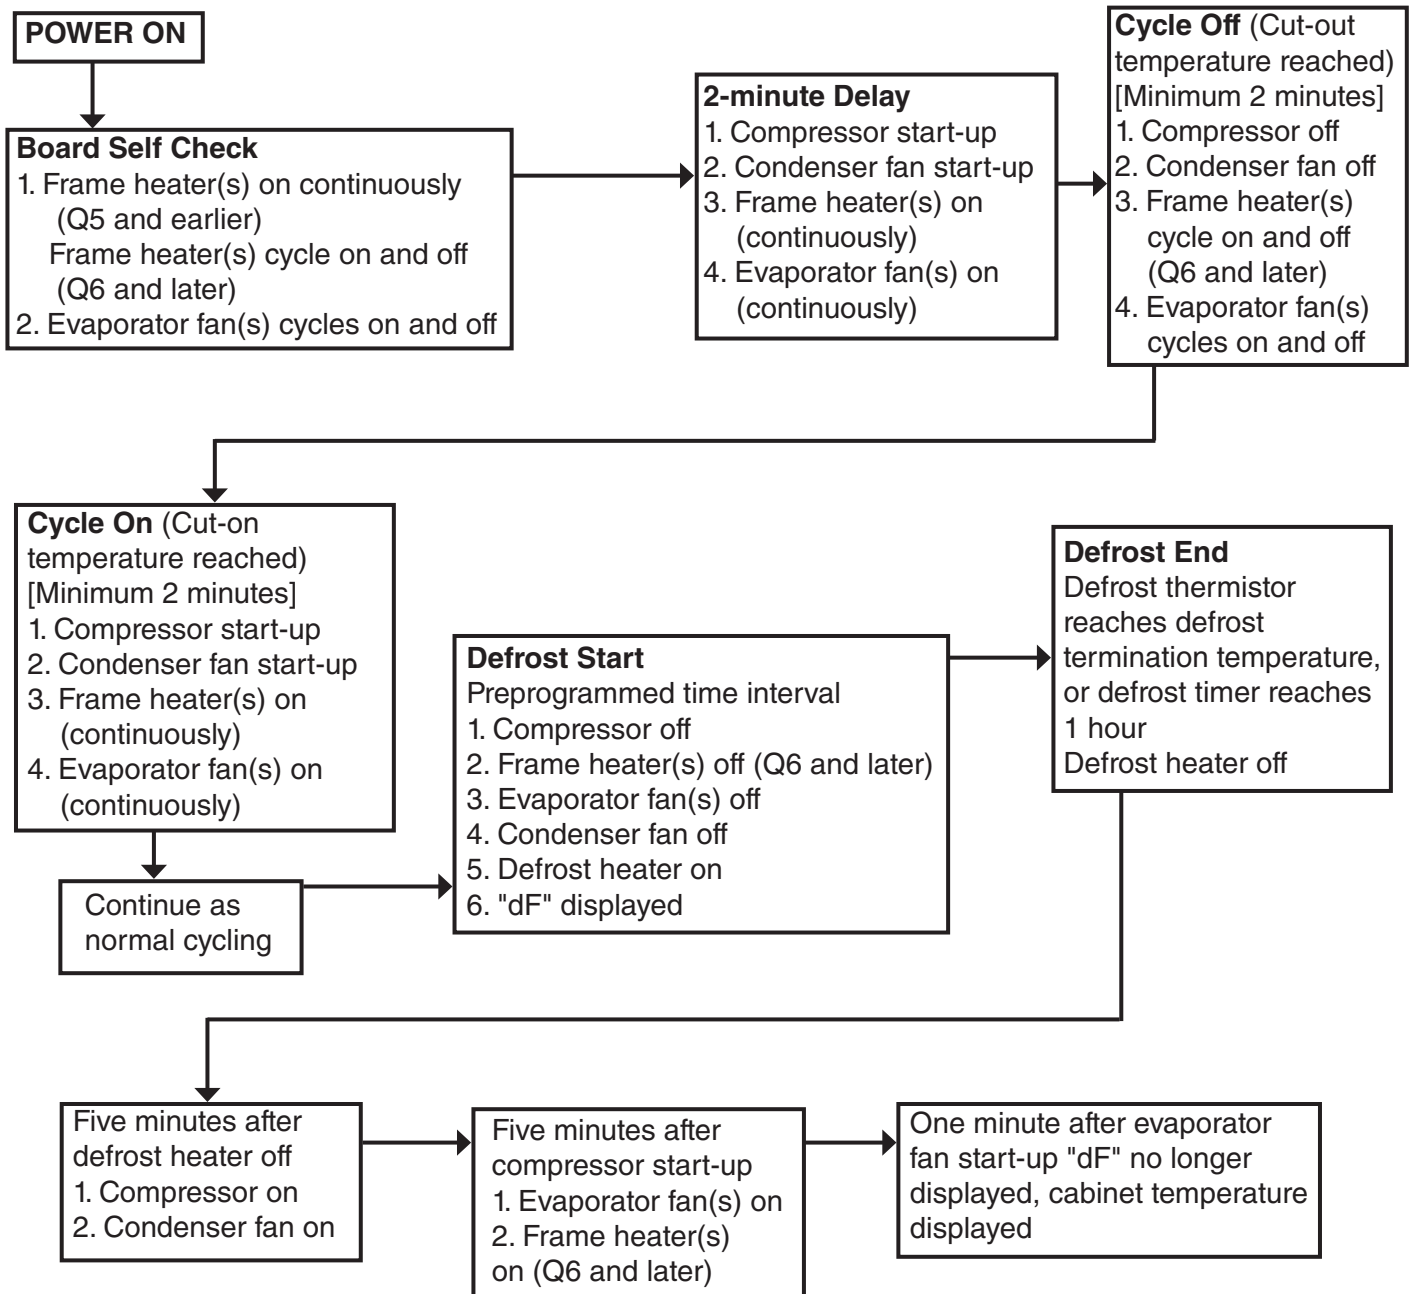 POWER ON
Board Self Check
1. Frame heater(s) on continuously
(Q5 and earlier)
Frame heater(s) cycle on and off
(Q6 and later)
2. Evaporator fan(s) cycles on and off
2-minute Delay
1. Compressor start-up
2. Condenser fan start-up
3. Frame heater(s) on
(continuously)
4. Evaporator fan(s) on
(continuously)
Cycle Off (Cut-out
temperature reached)
[Minimum 2 minutes]
1. Compressor off
2. Condenser fan off
3. Frame heater(s)
cycle on and off
(Q6 and later)
4. Evaporator fan(s)
cycles on and off
Cycle On (Cut-on
temperature reached)
[Minimum 2 minutes]
1. Compressor start-up
2. Condenser fan start-up
3. Frame heater(s) on
(continuously)
4. Evaporator fan(s) on
(continuously)
Continue as
normal cycling
Defrost Start
Preprogrammed time interval
1. Compressor off
2. Frame heater(s) off (Q6 and later)
3. Evaporator fan(s) off
4. Condenser fan off
5. Defrost heater on
6. "dF" displayed
Defrost End
Defrost thermistor
reaches defrost
termination temperature,
or defrost timer reaches
1 hour
Defrost heater off
Five minutes after
defrost heater off
1. Compressor on
2. Condenser fan on
Five minutes after
compressor start-up
1. Evaporator fan(s) on
2. Frame heater(s)
on (Q6 and later)
One minute after evaporator
fan start-up "dF" no longer
displayed, cabinet temperature
displayed